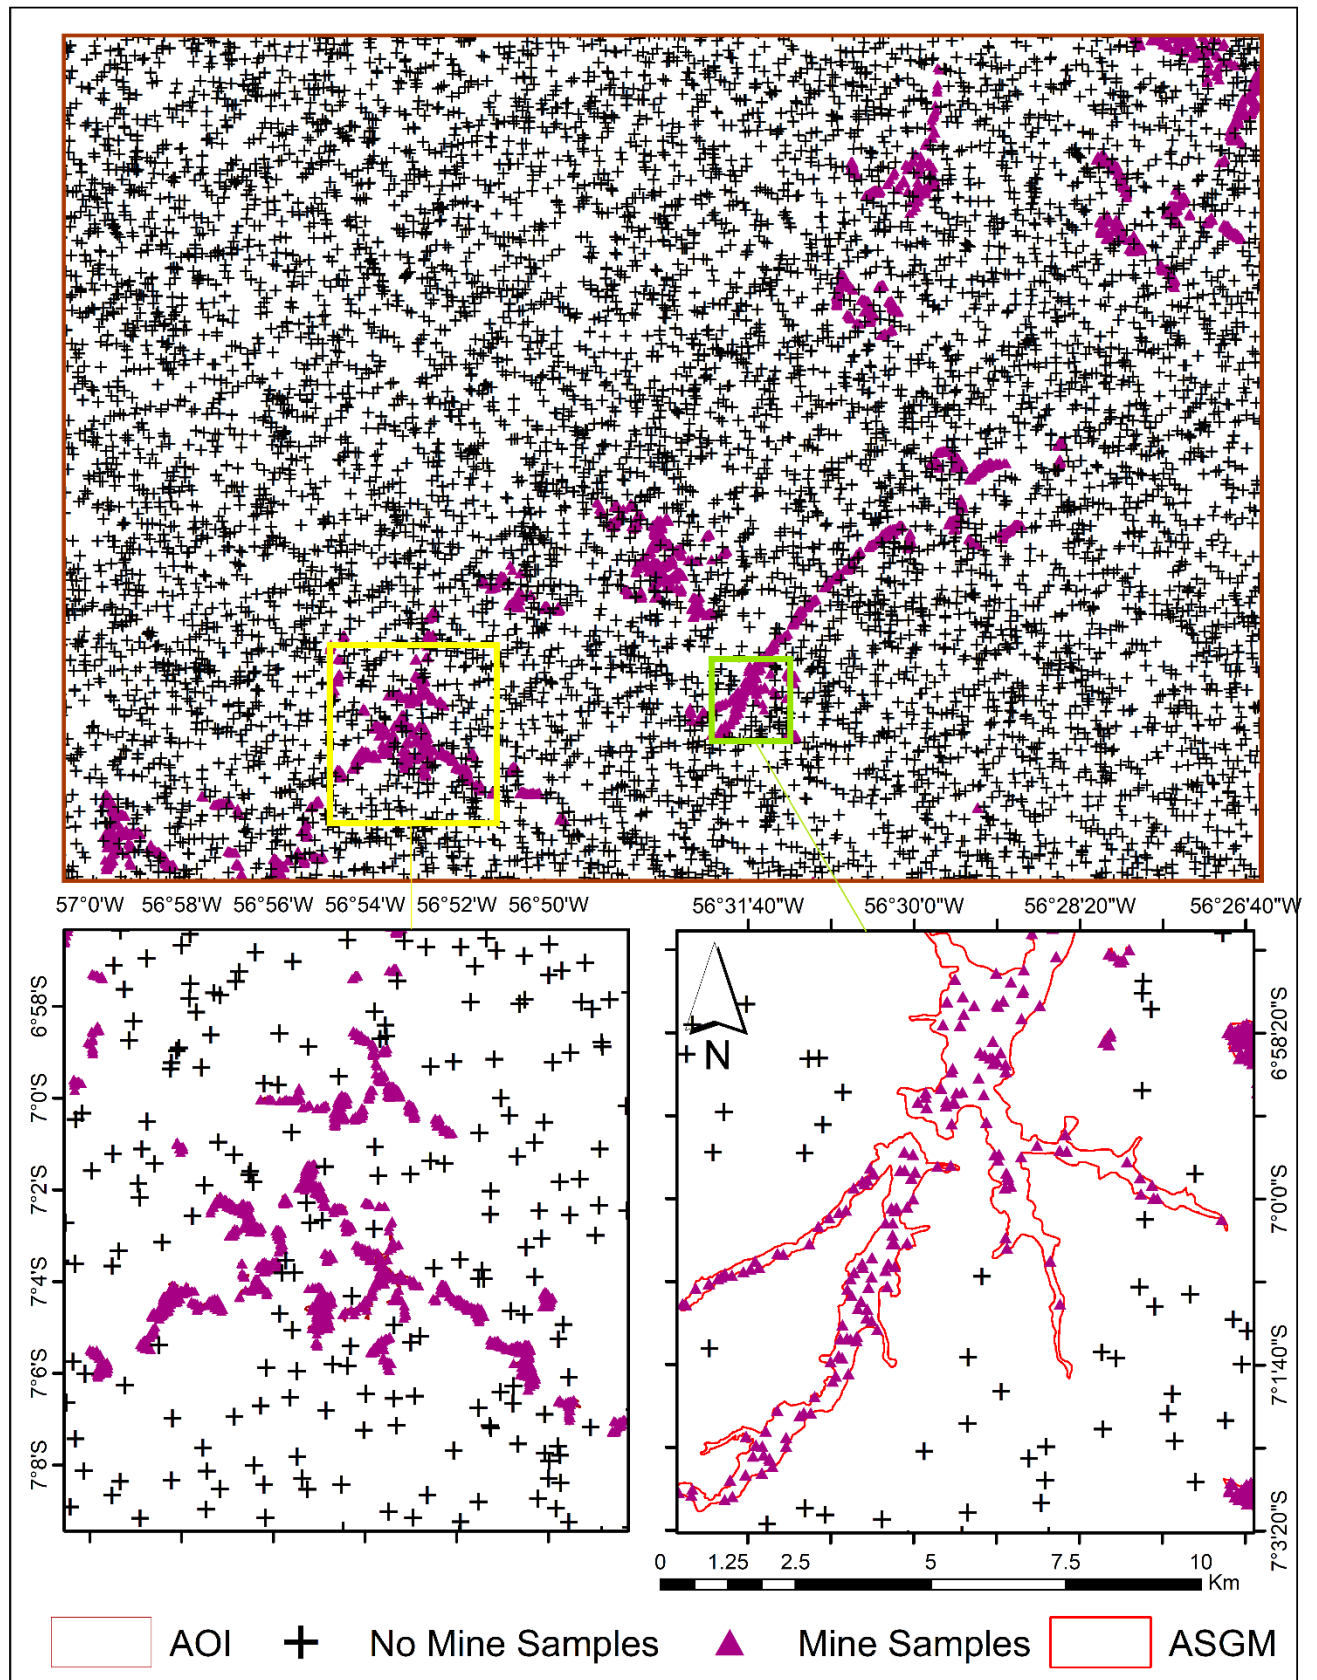 57°0'W 56°58'W 56°56'W 56°54'W 56°52'W 56°50'W
56°31'40"W 56°30'0"W 56°28'20"W 56°26'40"W
6°58'S
7°0'S
7°2'S
7°4'S
7°6'S
7°8'S
N
6°58'20"S
7°0'0"S
7°1'40"S
7°3'20"S
0 1.25 2.5 5 7.5 10
Km
AOI No Mine Samples Mine Samples ASGM